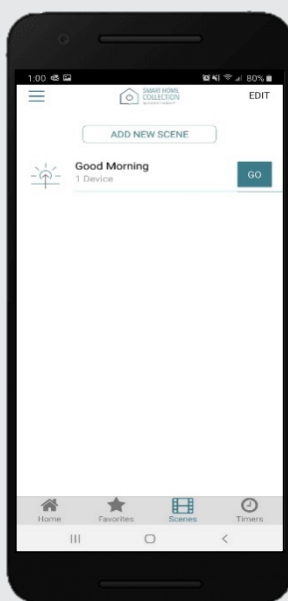 1:00
80%
SMART HOME
COLLECTION
EDIT
ADD NEW SCENE
Good Morning
1 Device
GO
Home
Favorites
Scenes
Timers